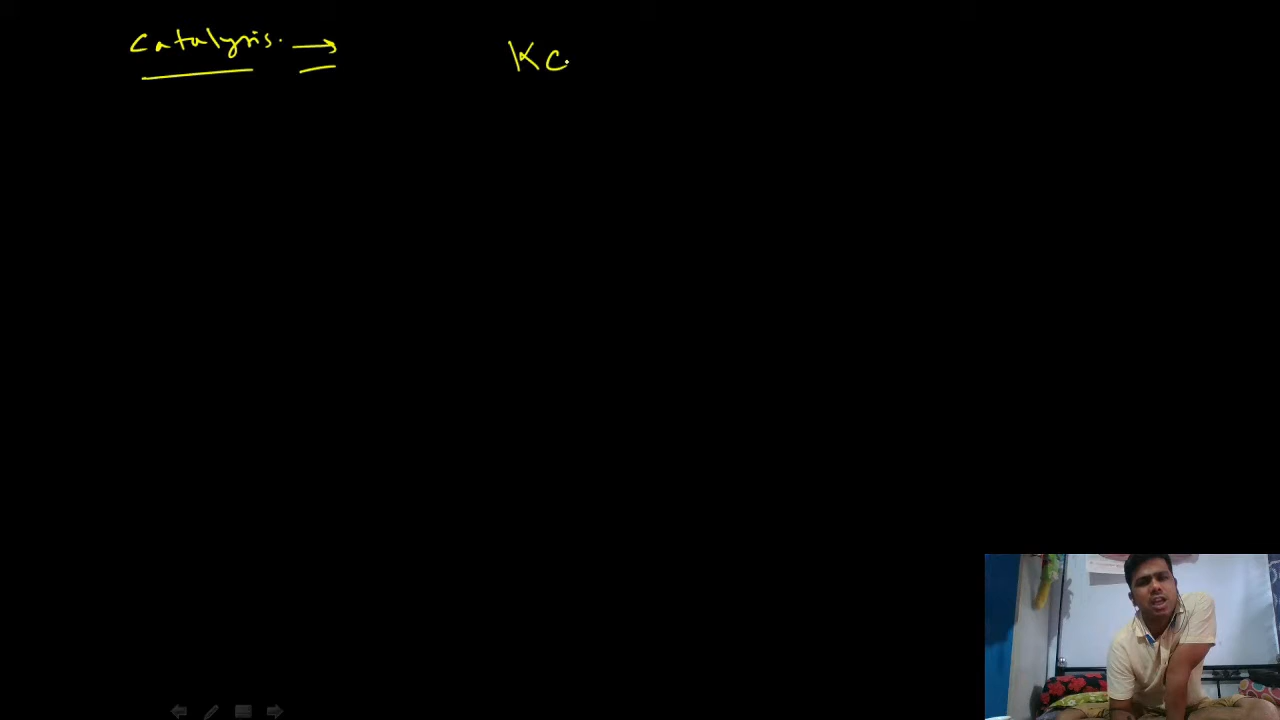 Catalysis. →
KC